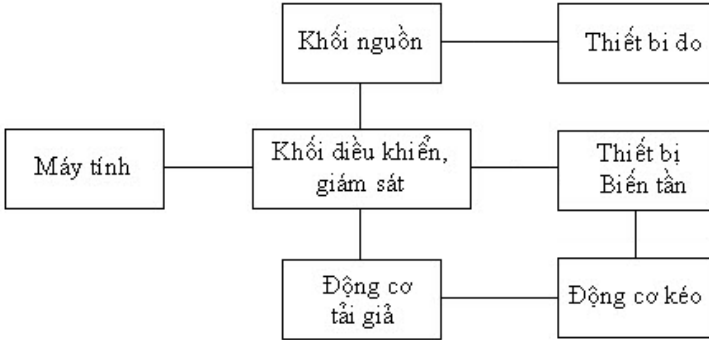 Khối nguồn
Thiết bi đo
Máy tính
Khối điều khiển,
giám sát
Thiết bị
Biến tần
Động cơ
tải giả
Động cơ kéo